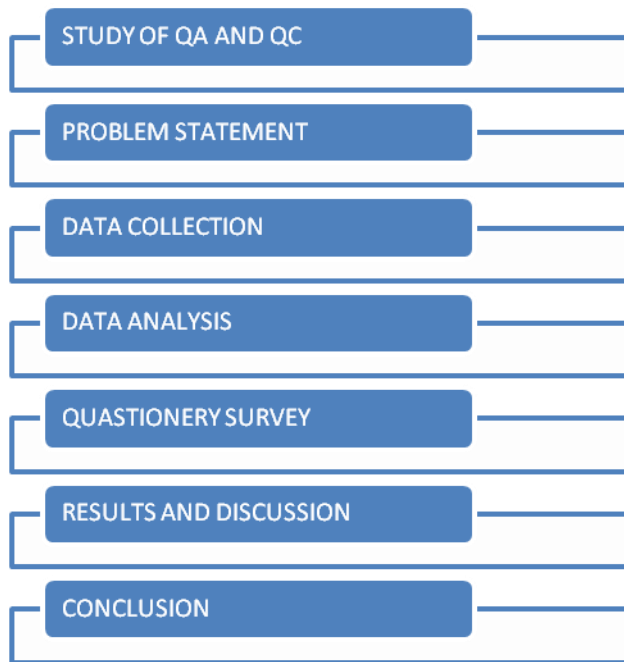 STUDY OF QA AND QC
PROBLEM STATEMENT
DATA COLLECTION
DATA ANALYSIS
QUASTIONERY SURVEY
RESULTS AND DISCUSSION
CONCLUSION